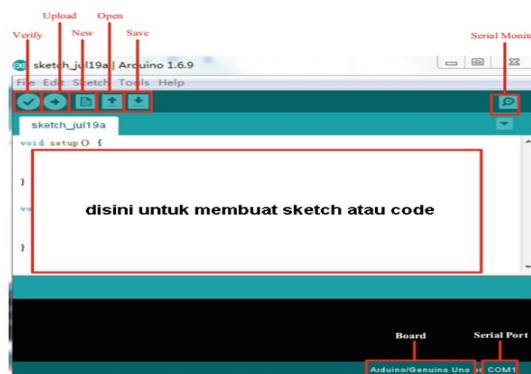 Upload
Open
Verify
New
Save
Serial Monito
sketch_jul19a | Arduino 1.6.9
File Edit Sketch Tools Help
sketch_jul19a
void setup() {
}
disini untuk membuat sketch atau code
}
Board
Serial Port
Arduino/Genuino Uno
COM1